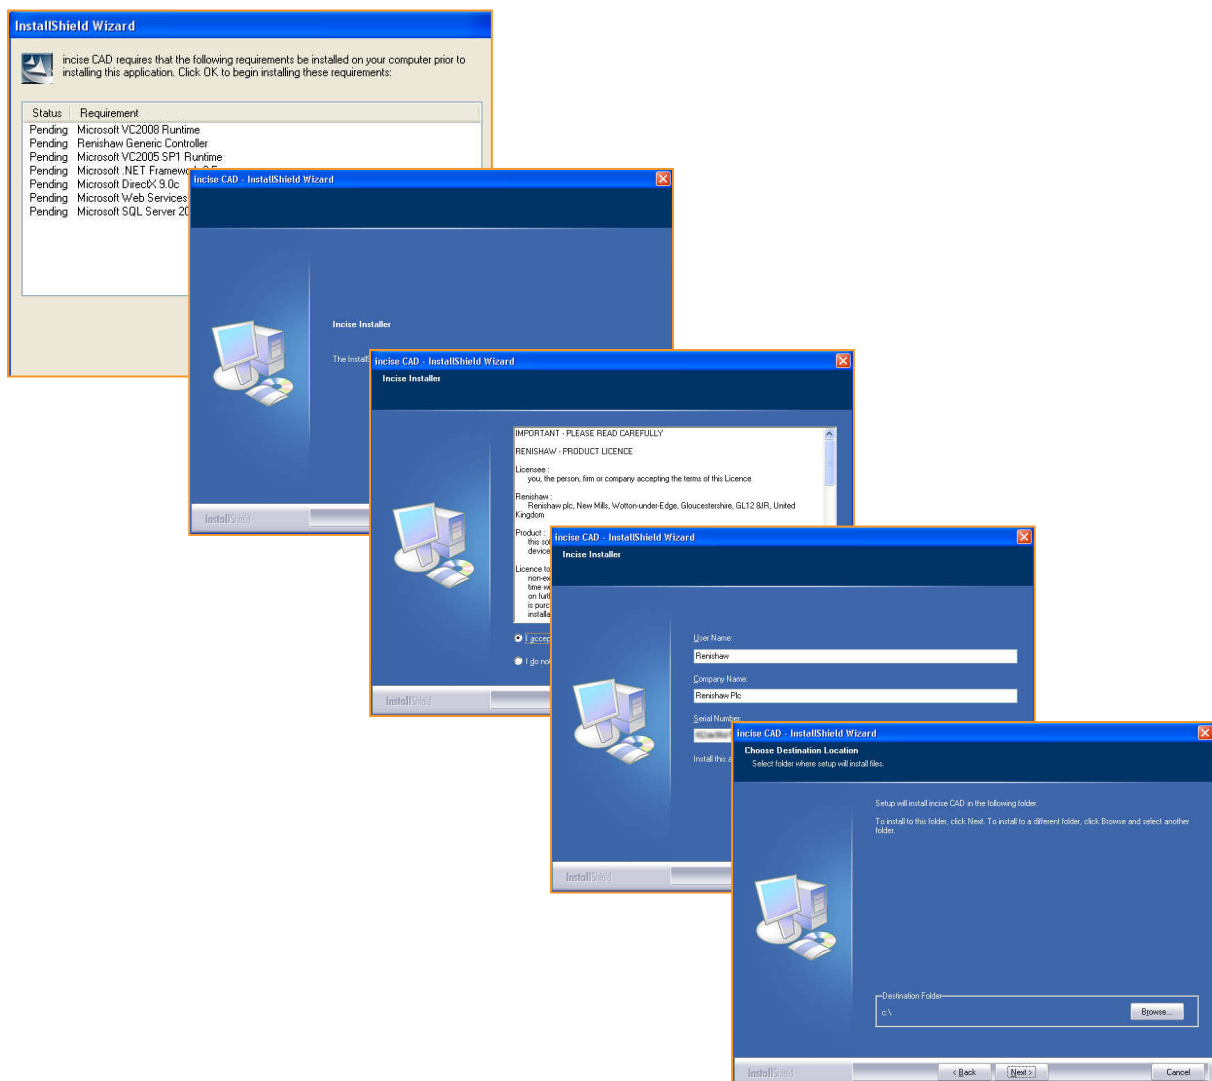 InstallShield Wizard
incise CAD requires that the following requirements be installed on your computer prior to
installing this application. Click OK to begin installing these requirements:
Status Requirement
Pending Microsoft VC2008 Runtime
Pending Renishaw Generic Controller
Pending Microsoft VC2005 SP1 Runtime
Pending Microsoft .NET
Pending Microsoft DirectX 9.0c
Pending Microsoft Web Services
Pending Microsoft SQL Server
incise CAD - InstallShield Wizard
Incise Installer
The
InstallShield
incise CAD - InstallShield Wizard
Incise Installer
IMPORTANT - PLEASE READ CAREFULLY
RENISHAW - PRODUCT LICENCE
Licensee :
you, the person, firm or company accepting the terms of this Licence
Renishaw :
Renishaw plc, New Mills, Wotton-under-Edge, Gloucestershire, GL12 8JR, United
Kingdom
Product :
this
device
Licence to
time
on
is
I
I do
InstallShield
incise CAD - InstallShield Wizard
Incise Installer
User Name:
Renishaw
Company Name:
Renishaw Plc
Serial Number:
Install this
InstallShield
incise CAD - InstallShield Wizard
Choose Destination Location
Select folder where setup will install files.
Setup will install incise CAD in the following folder.
To install to this folder, click Next. To install to a different folder, click Browse and select another
folder.
Destination Folder
c:\
Browse...
InstallShield
< Back Next > Cancel